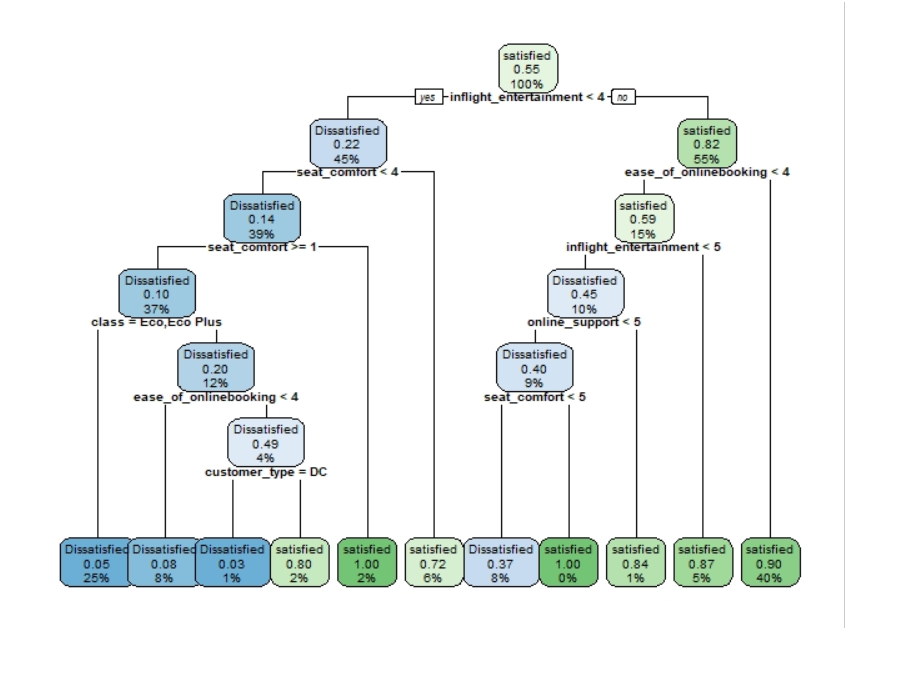 satisfied
0.55
100%
yes inflight_entertainment < 4 no
Dissatisfied
0.22
45%
seat_comfort < 4
satisfied
0.82
55%
ease_of_onlinebooking < 4
Dissatisfied
0.14
39%
seat_comfort >= 1
satisfied
0.59
15%
inflight_entertainment < 5
Dissatisfied
0.10
37%
class = Eco,Eco Plus
Dissatisfied
0.45
10%
online_support < 5
Dissatisfied
0.20
12%
ease_of_onlinebooking < 4
Dissatisfied
0.40
9%
seat_comfort < 5
Dissatisfied
0.49
4%
customer_type = DC
Dissatisfied
0.05
25%
Dissatisfied
0.08
8%
Dissatisfied
0.03
1%
satisfied
0.80
2%
satisfied
1.00
2%
satisfied
0.72
6%
Dissatisfied
0.37
8%
satisfied
1.00
0%
satisfied
0.84
1%
satisfied
0.87
5%
satisfied
0.90
40%